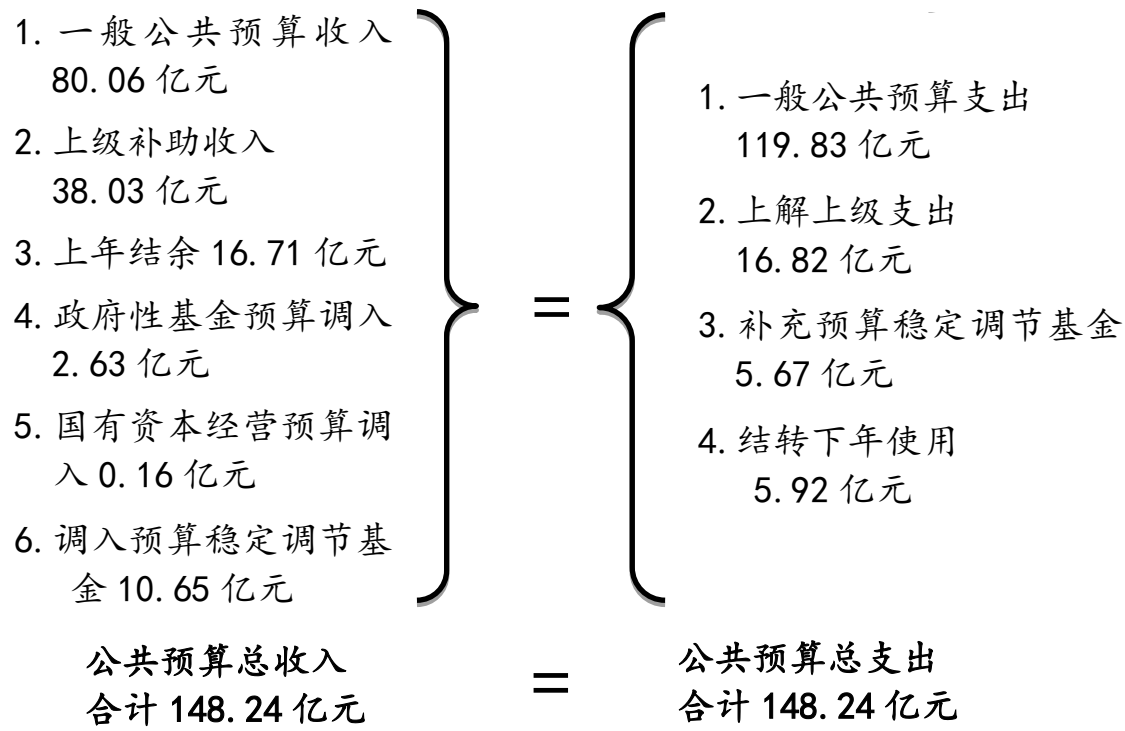 1. 一般公共预算收入
80.06 亿元
2. 上级补助收入
38.03 亿元
3. 上年结余 16.71 亿元
4. 政府性基金预算调入
2.63 亿元
5. 国有资本经营预算调
入 0.16 亿元
6. 调入预算稳定调节基
金 10.65 亿元
=
1. 一般公共预算支出
119.83 亿元
2. 上解上级支出
16.82 亿元
3. 补充预算稳定调节基金
5.67 亿元
4. 结转下年使用
5.92 亿元
公共预算总收入
合计 148.24 亿元
=
公共预算总支出
合计 148.24 亿元